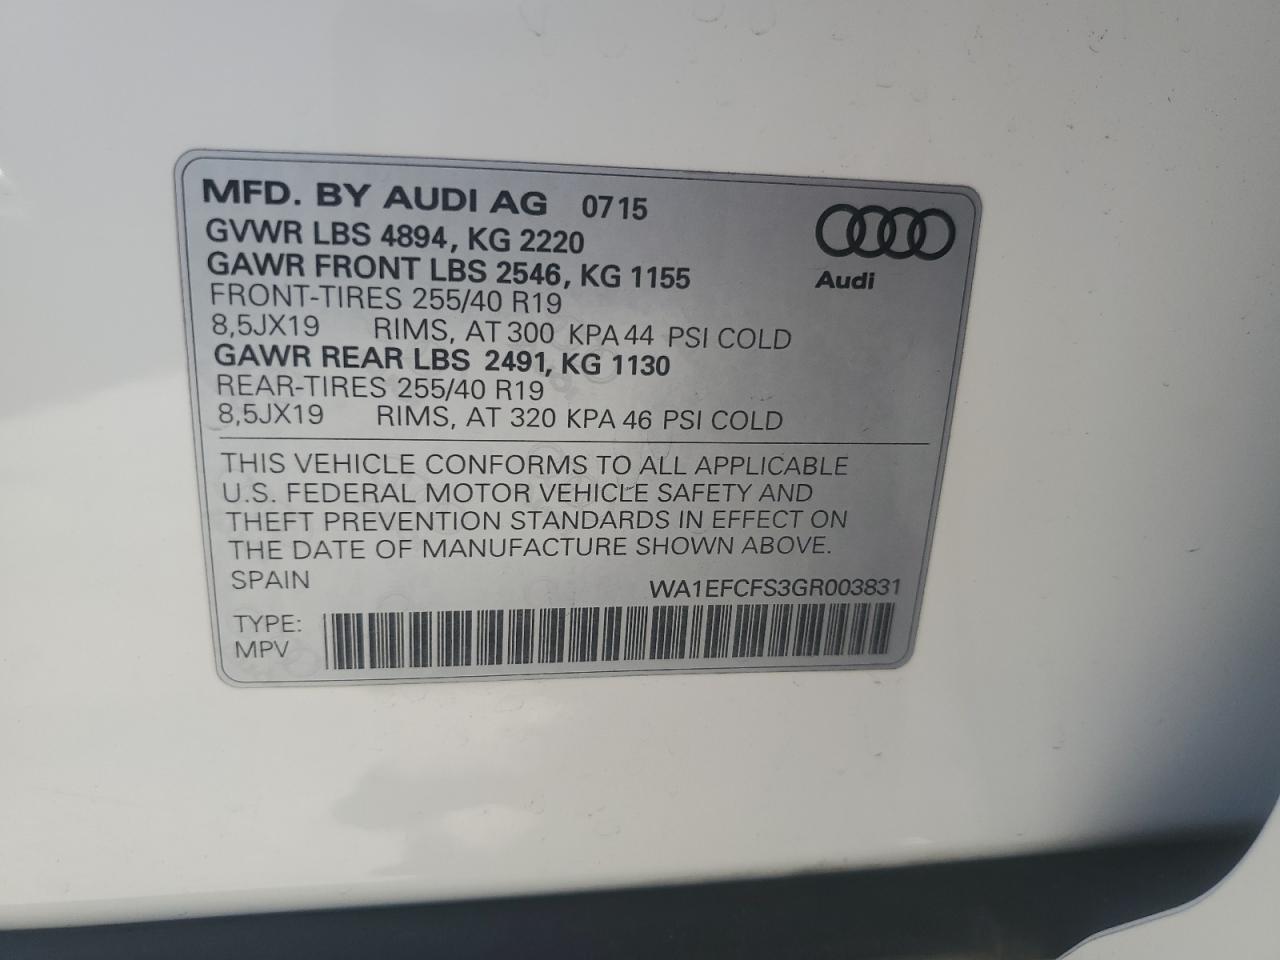 MFD. BY AUDI AG 0715
GVWR LBS 4894, KG 2220
GAWR FRONT LBS 2546, KG 1155
FRONT-TIRES 255/40 R19
8,5JX19 RIMS, AT 300 KPA 44 PSI COLD
GAWR REAR LBS 2491, KG 1130
REAR-TIRES 255/40 R19
8,5JX19 RIMS, AT 320 KPA 46 PSI COLD
Audi
THIS VEHICLE CONFORMS TO ALL APPLICABLE
U.S. FEDERAL MOTOR VEHICLE SAFETY AND
THEFT PREVENTION STANDARDS IN EFFECT ON
THE DATE OF MANUFACTURE SHOWN ABOVE.
SPAIN WA1EFCFS3GR003831
TYPE:
MPV